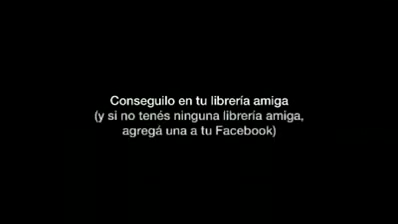 Conseguilo en tu librería amiga
(y si no tenés ninguna librería amiga,
agregá una a tu Facebook)